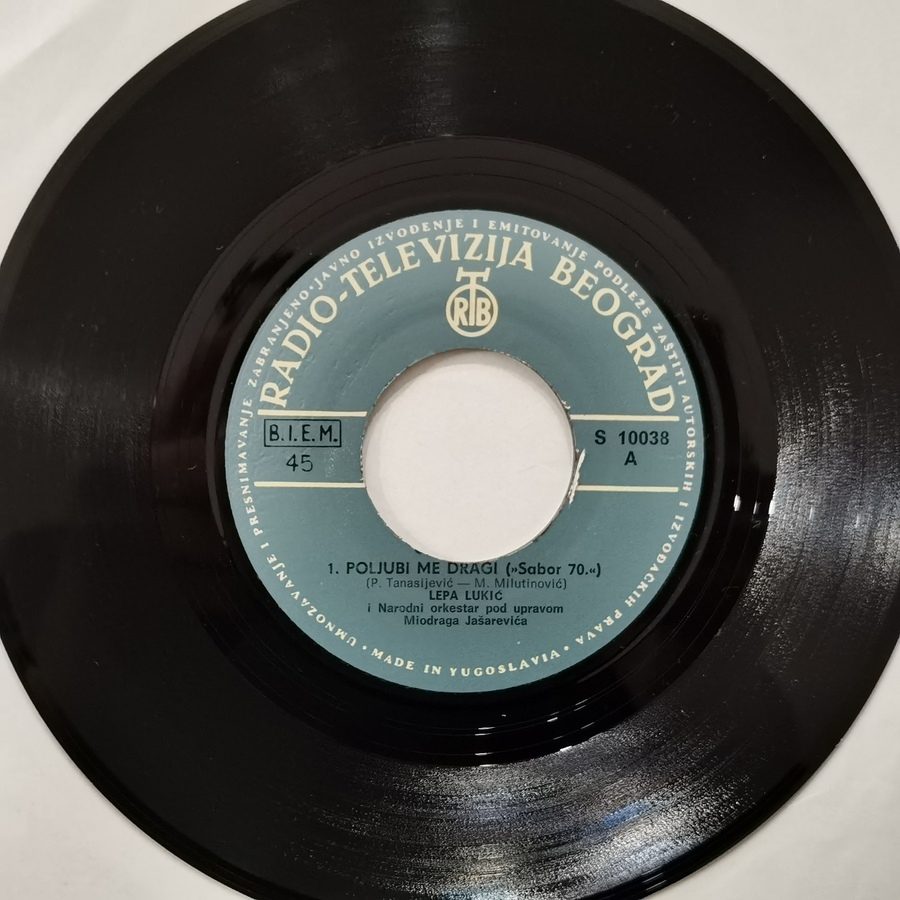 UMNOŽAVANJE I PRESNIMAVANJE ZABRANJENO·JAVNO IZVOĐENJE I EMITOVANJE PODLEŽE ZAŠTITI AUTORSKIH I IZVOĐAČKIH PRAVA
RADIO-TELEVIZIJA BEOGRAD
RTB
B.I.E.M.
45
S 10038
A
1. POLJUBI ME DRAGI (»Sabor 70.«)
(P. Tanasijević — M. Milutinović)
LEPA LUKIĆ
i Narodni orkestar pod upravom
Miodraga Jašarevića
· MADE IN YUGOSLAVIA ·